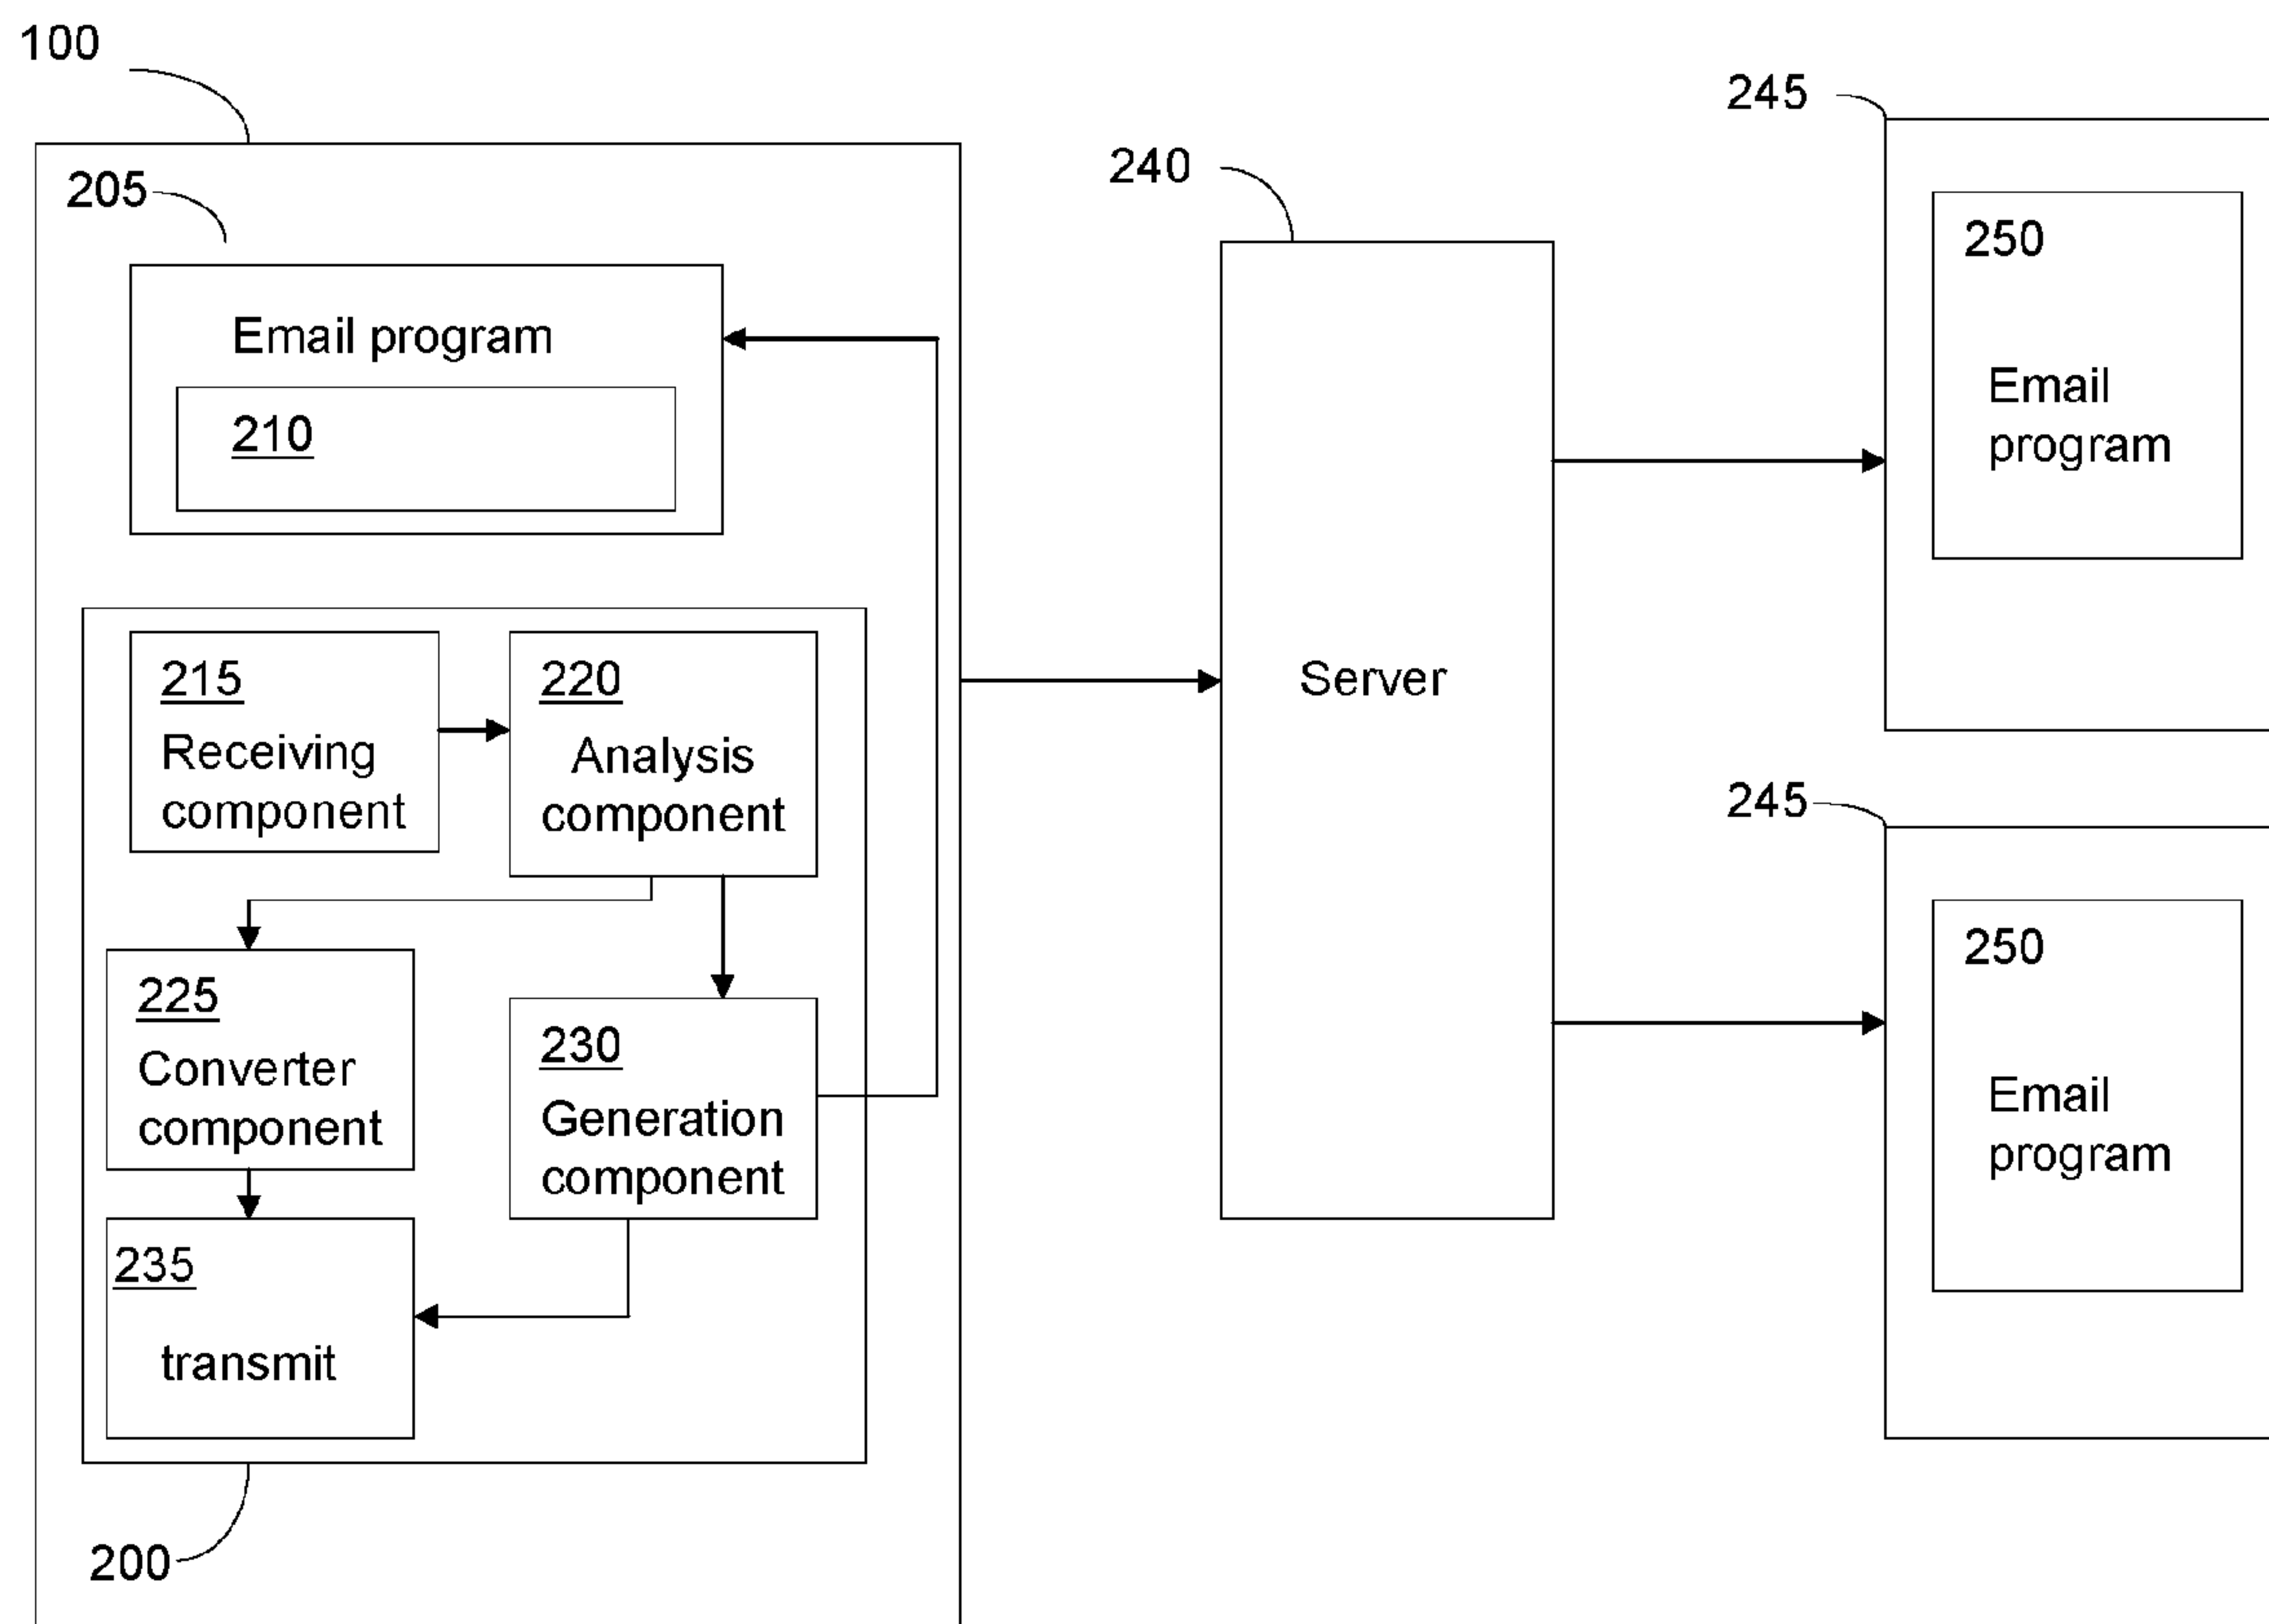 100
205
Email program
210
215
Receiving
component
220
Analysis
component
225
Converter
component
230
Generation
component
235
transmit
200
240
Server
245
250
Email
program
245
250
Email
program